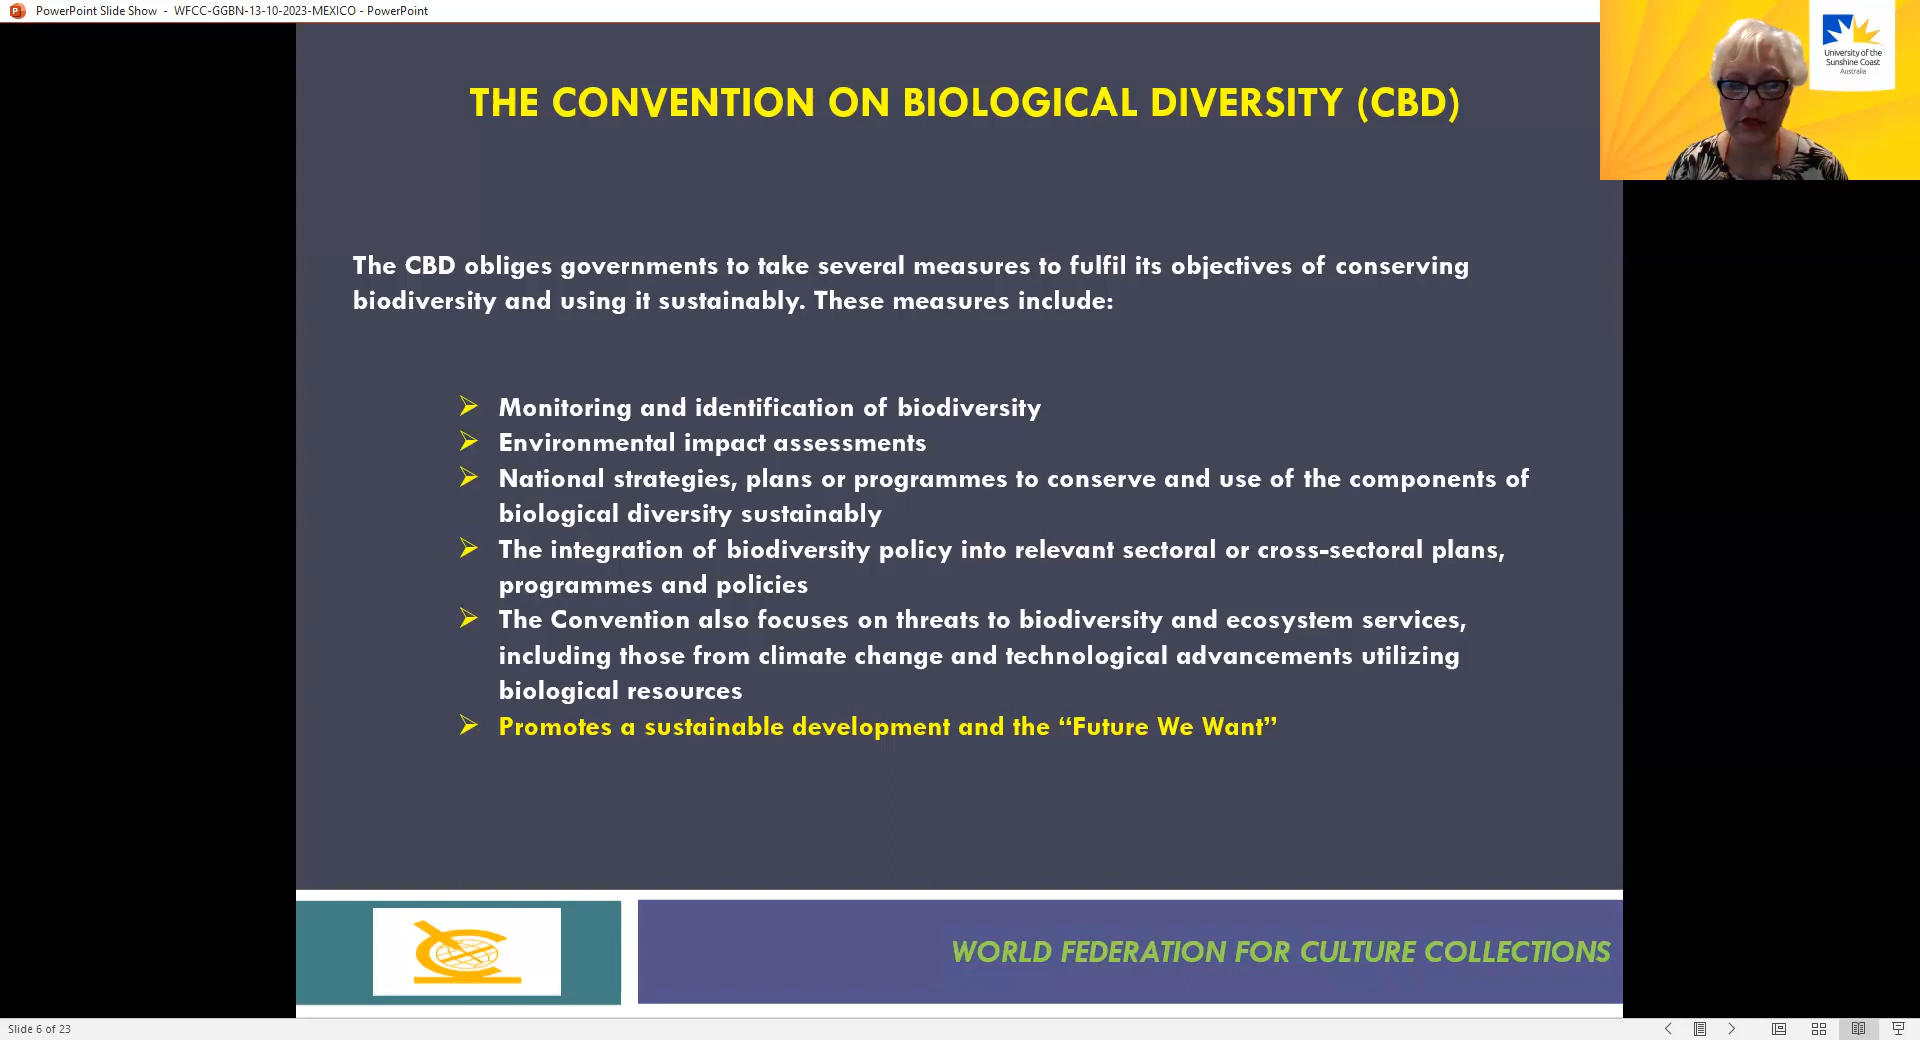 PowerPoint Slide Show - WFCC-GGBN-13-10-2023-MEXICO - PowerPoint
University of the
Sunshine Coast
Australia
THE CONVENTION ON BIOLOGICAL DIVERSITY (CBD)
The CBD obliges governments to take several measures to fulfil its objectives of conserving
biodiversity and using it sustainably. These measures include:
Monitoring and identification of biodiversity
Environmental impact assessments
National strategies, plans or programmes to conserve and use of the components of
biological diversity sustainably
The integration of biodiversity policy into relevant sectoral or cross-sectoral plans,
programmes and policies
The Convention also focuses on threats to biodiversity and ecosystem services,
including those from climate change and technological advancements utilizing
biological resources
Promotes a sustainable development and the “Future We Want”
WORLD FEDERATION FOR CULTURE COLLECTIONS
Slide 6 of 23